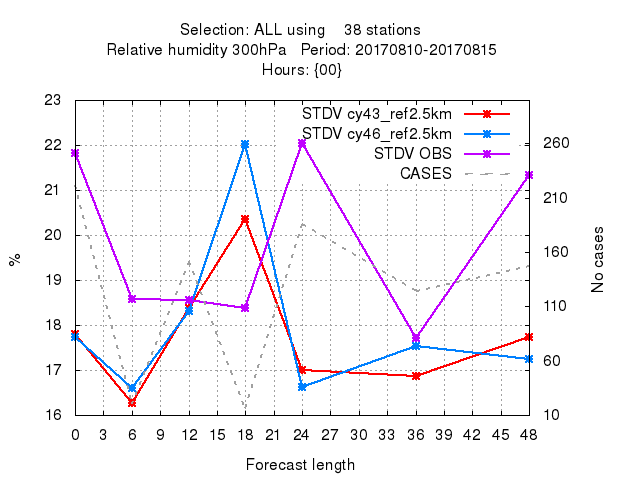 Selection: ALL using 38 stations
Relative humidity 300hPa Period: 20170810-20170815
Hours: {00}
STDV cy43_ref2.5km
STDV cy46_ref2.5km
STDV OBS
CASES
23
22
21
20
19
18
17
16
%
260
210
160
110
60
10
No cases
0 3 6 9 12 15 18 21 24 27 30 33 36 39 42 45 48
Forecast length